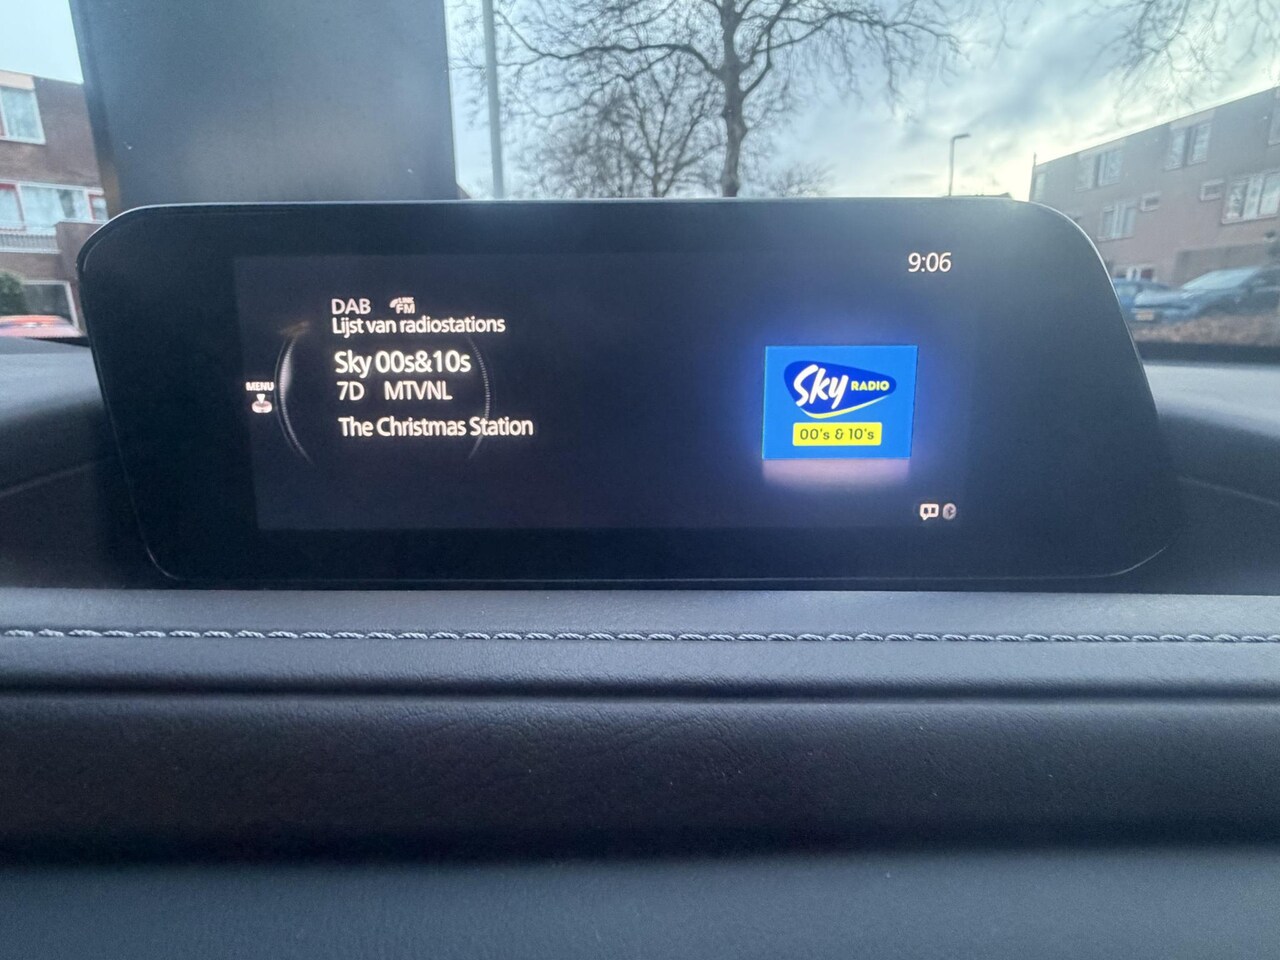 9:06
DAB LINK FM
Lijst van radiostations
Sky 00s&10s
7D MTVNL
The Christmas Station
MENU
Sky RADIO
00's & 10's